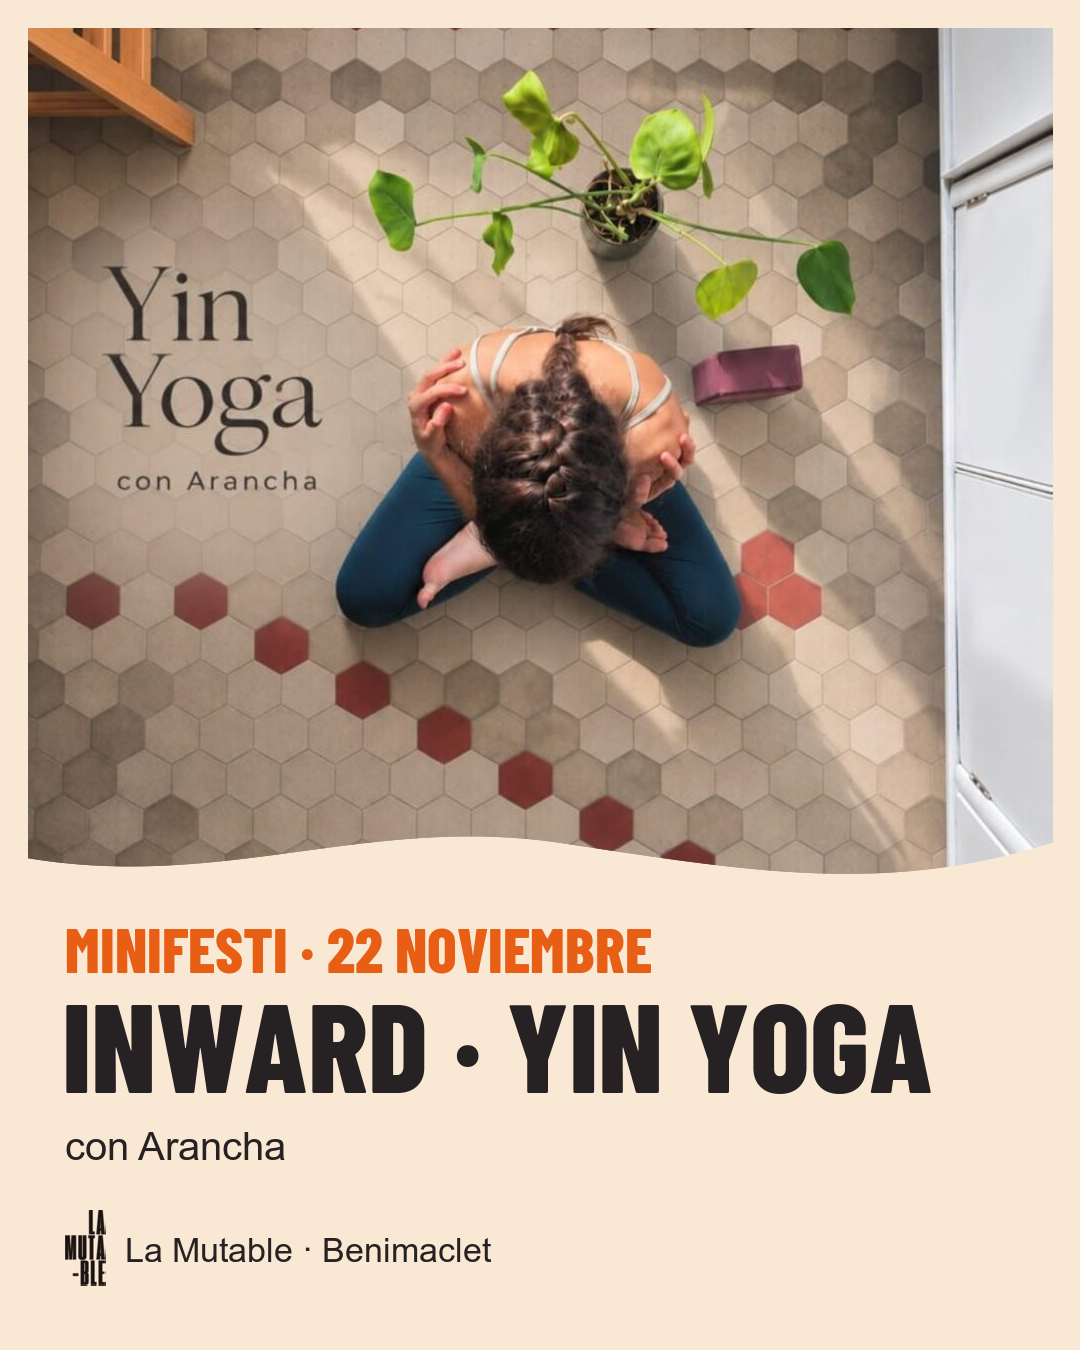 Yin
Yoga
con Arancha
MINIFESTI · 22 NOVIEMBRE
INWARD · YIN YOGA
con Arancha
LA
MUTA
-BLE
La Mutable · Benimaclet